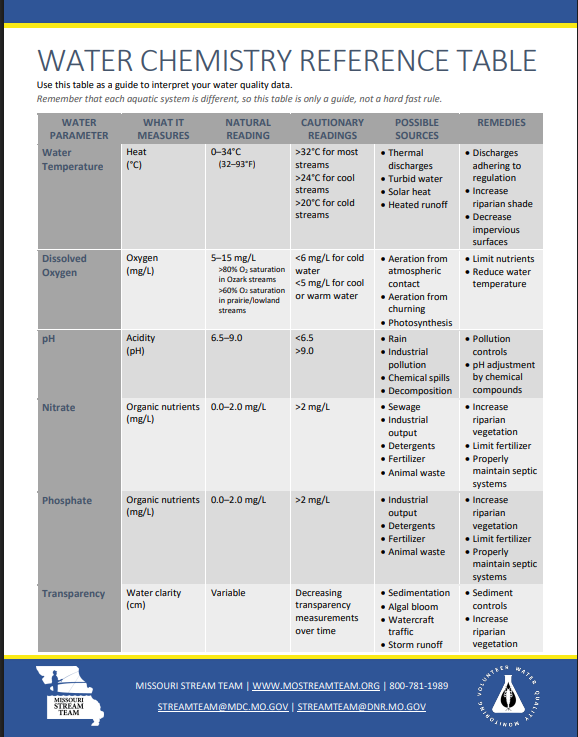 WATER CHEMISTRY REFERENCE TABLE
Use this table as a guide to interpret your water quality data.
Remember that each aquatic system is different, so this table is only a guide, not a hard fast rule.
WATER PARAMETER | WHAT IT MEASURES | NATURAL READING | CAUTIONARY READINGS | POSSIBLE SOURCES | REMEDIES
Water
Temperature
Heat
(°C)
0–34°C
(32–93°F)
>32°C for most
streams
>24°C for cool
streams
>20°C for cold
streams
• Thermal
discharges
• Turbid water
• Solar heat
• Heated runoff
• Discharges
adhering to
regulation
• Increase
riparian shade
• Decrease
impervious
surfaces
Dissolved
Oxygen
Oxygen
(mg/L)
5–15 mg/L
>80% O₂ saturation
in Ozark streams
>60% O₂ saturation
in prairie/lowland
streams
<6 mg/L for cold
water
<5 mg/L for cool
or warm water
• Aeration from
atmospheric
contact
• Aeration from
churning
• Photosynthesis
• Limit nutrients
• Reduce water
temperature
pH
Acidity
(pH)
6.5–9.0
<6.5
>9.0
• Rain
• Industrial
pollution
• Chemical spills
• Decomposition
• Pollution
controls
• pH adjustment
by chemical
compounds
Nitrate
Organic nutrients
(mg/L)
0.0–2.0 mg/L
>2 mg/L
• Sewage
• Industrial
output
• Detergents
• Fertilizer
• Animal waste
• Increase
riparian
vegetation
• Limit fertilizer
• Properly
maintain septic
systems
Phosphate
Organic nutrients
(mg/L)
0.0–2.0 mg/L
>2 mg/L
• Industrial
output
• Detergents
• Fertilizer
• Animal waste
• Increase
riparian
vegetation
• Limit fertilizer
• Properly
maintain septic
systems
Transparency
Water clarity
(cm)
Variable
Decreasing
transparency
measurements
over time
• Sedimentation
• Algal bloom
• Watercraft
traffic
• Storm runoff
• Sediment
controls
• Increase
riparian
vegetation
MISSOURI
STREAM
TEAM
MISSOURI STREAM TEAM | WWW.MOSTREAMTEAM.ORG | 800-781-1989
STREAMTEAM@MDC.MO.GOV | STREAMTEAM@DNR.MO.GOV
VOLUNTEER WATER QUALITY MONITORING